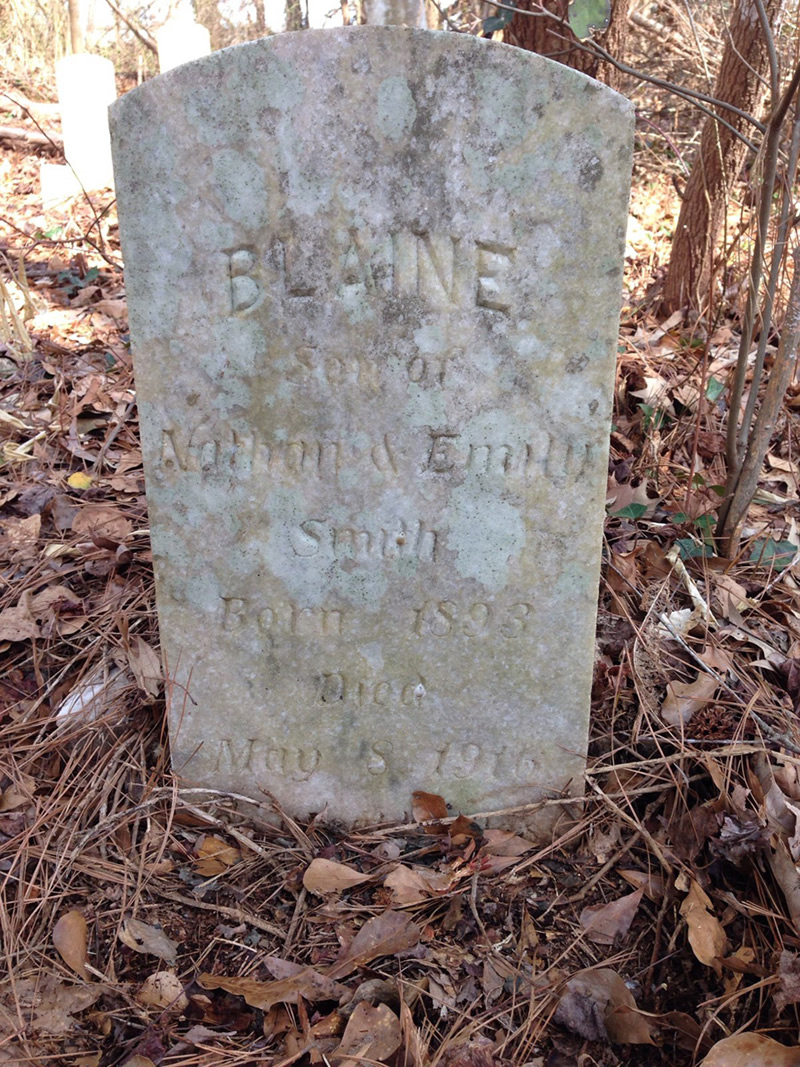 BLAINE
Son of
Nathan & Emily
Smith
Born 1893
Died
May 8 1916